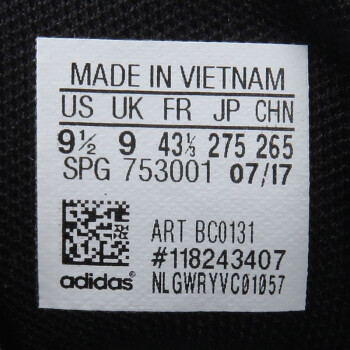 MADE IN VIETNAM
US UK FR JP CHN
9½ 9 43⅓ 275 265
SPG 753001 07/17
ART BC0131
#118243407
adidas® NLGWRYVC01057